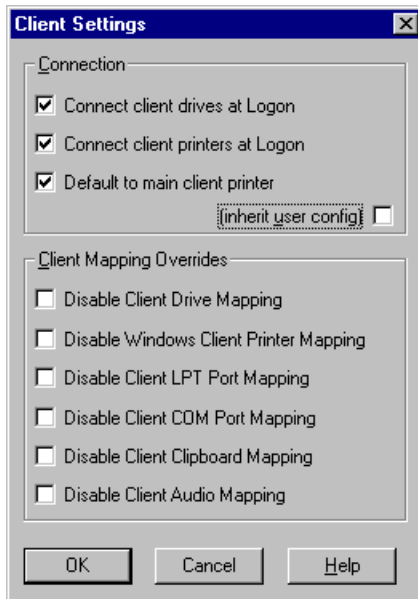 Client Settings
Connection
Connect client drives at Logon
Connect client printers at Logon
Default to main client printer
(inherit user config)
Client Mapping Overrides
Disable Client Drive Mapping
Disable Windows Client Printer Mapping
Disable Client LPT Port Mapping
Disable Client COM Port Mapping
Disable Client Clipboard Mapping
Disable Client Audio Mapping
OK Cancel Help